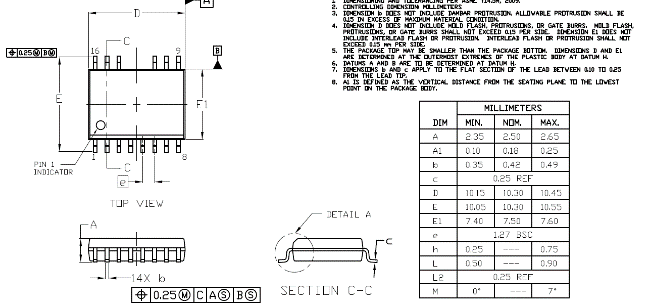 1. DIMENSIONING AND TOLERANCING PER ASME Y14.5M, 2009.
2. CONTROLLING DIMENSION: MILLIMETERS
3. DIMENSION b DOES NOT INCLUDE DAMBAR PROTRUSION. ALLOWABLE PROTRUSION SHALL BE
0.15 IN EXCESS OF MAXIMUM MATERIAL CONDITION.
4. DIMENSION D DOES NOT INCLUDE MOLD FLASH, PROTRUSIONS, OR GATE BURRS. MOLD FLASH,
PROTRUSIONS, OR GATE BURRS SHALL NOT EXCEED 0.15 PER SIDE. DIMENSION E1 DOES NOT
INCLUDE INTERLEAD FLASH OR PROTRUSION. INTERLEAD FLASH OR PROTRUSION SHALL NOT
EXCEED 0.15 mm PER SIDE.
5. THE PACKAGE TOP MAY BE SMALLER THAN THE PACKAGE BOTTOM. DIMENSIONS D AND E1
ARE DETERMINED AT THE OUTERMOST EXTREMES OF THE PLASTIC BODY AT DATUM H.
6. DATUMS A AND B ARE TO BE DETERMINED AT DATUM H.
7. DIMENSIONS b AND c APPLY TO THE FLAT SECTION OF THE LEAD BETWEEN 0.10 TO 0.25
FROM THE LEAD TIP.
8. A1 IS DEFINED AS THE VERTICAL DISTANCE FROM THE SEATING PLANE TO THE LOWEST
POINT ON THE PACKAGE BODY.
D
A
C
16
9
0.25 M B M
B
E
E1
PIN 1
INDICATOR
1
8
C
e
TOP VIEW
A
14X b
0.25 M C A S B S
DETAIL A
c
SECTION C-C
MILLIMETERS
DIM MIN. NOM. MAX.
A 2.35 2.50 2.65
A1 0.10 0.18 0.25
b 0.35 0.42 0.49
c 0.25 REF
D 10.15 10.30 10.45
E 10.05 10.30 10.55
E1 7.40 7.50 7.60
e 1.27 BSC
h 0.25 --- 0.75
L 0.50 --- 0.90
L2 0.25 REF
M 0° --- 7°